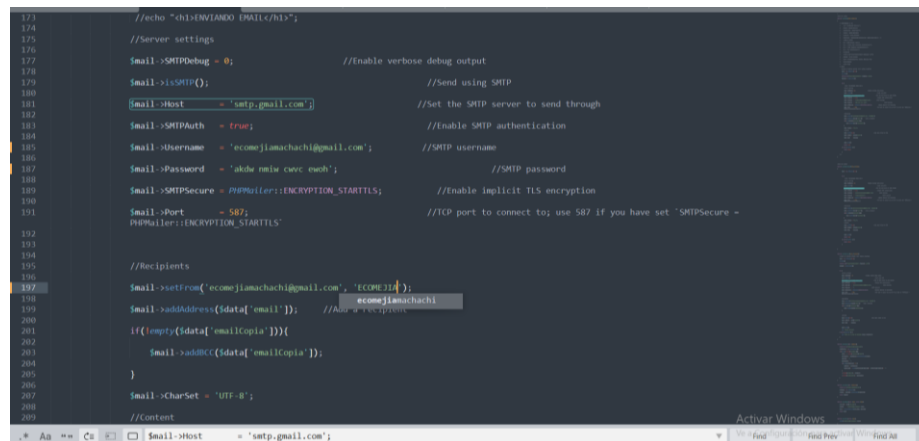 173 //echo "<h1>ENVIANDO EMAIL</h1>";
174
175 //Server settings
176
177 $mail->SMTPDebug = 0; //Enable verbose debug output
178
179 $mail->isSMTP(); //Send using SMTP
180
181 $mail->Host = 'smtp.gmail.com'; //Set the SMTP server to send through
182
183 $mail->SMTPAuth = true; //Enable SMTP authentication
184
185 $mail->Username = 'ecomejiamachachi@gmail.com'; //SMTP username
186
187 $mail->Password = 'akdw nmiw cwvc ewoh'; //SMTP password
188
189 $mail->SMTPSecure = PHPMailer::ENCRYPTION_STARTTLS; //Enable implicit TLS encryption
190
191 $mail->Port = 587; //TCP port to connect to; use 587 if you have set `SMTPSecure =
PHPMailer::ENCRYPTION_STARTTLS`
192
193
194
195 //Recipients
196
197 $mail->setFrom('ecomejiamachachi@gmail.com', 'ECOMEJIA');
198 ecomejiamachachi
199 $mail->addAddress($data['email']); //Add a recipient
200
201 if(!empty($data['emailCopia'])){
202
203 $mail->addBCC($data['emailCopia']);
204
205 }
206
207 $mail->CharSet = 'UTF-8';
208
209 //Content
Activar Windows
.* Aa $mail->Host = 'smtp.gmail.com'; Find Find Prev Find All